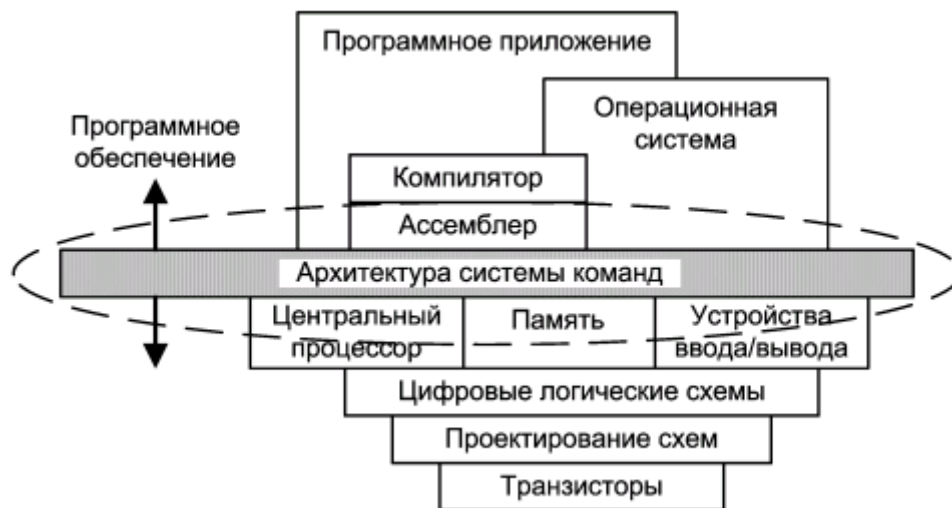 Программное приложение
Операционная
система
Программное
обеспечение
Компилятор
Ассемблер
Архитектура системы команд
Центральный
процессор
Память
Устройства
ввода/вывода
Цифровые логические схемы
Проектирование схем
Транзисторы